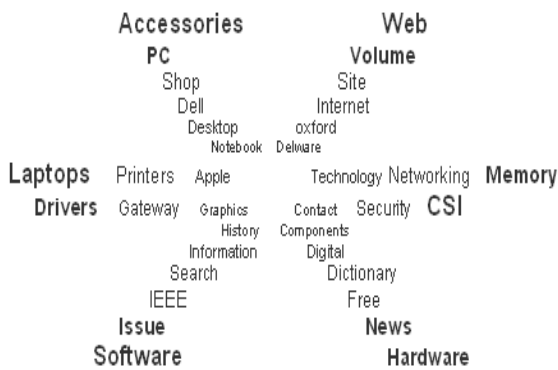 Accessories Web
PC Volume
Shop Site
Dell Internet
Desktop oxford
Notebook Delware
Laptops Printers Apple Technology Networking Memory
Drivers Gateway Graphics Contact Security CSI
History Components
Information Digital
Search Dictionary
IEEE Free
Issue News
Software Hardware